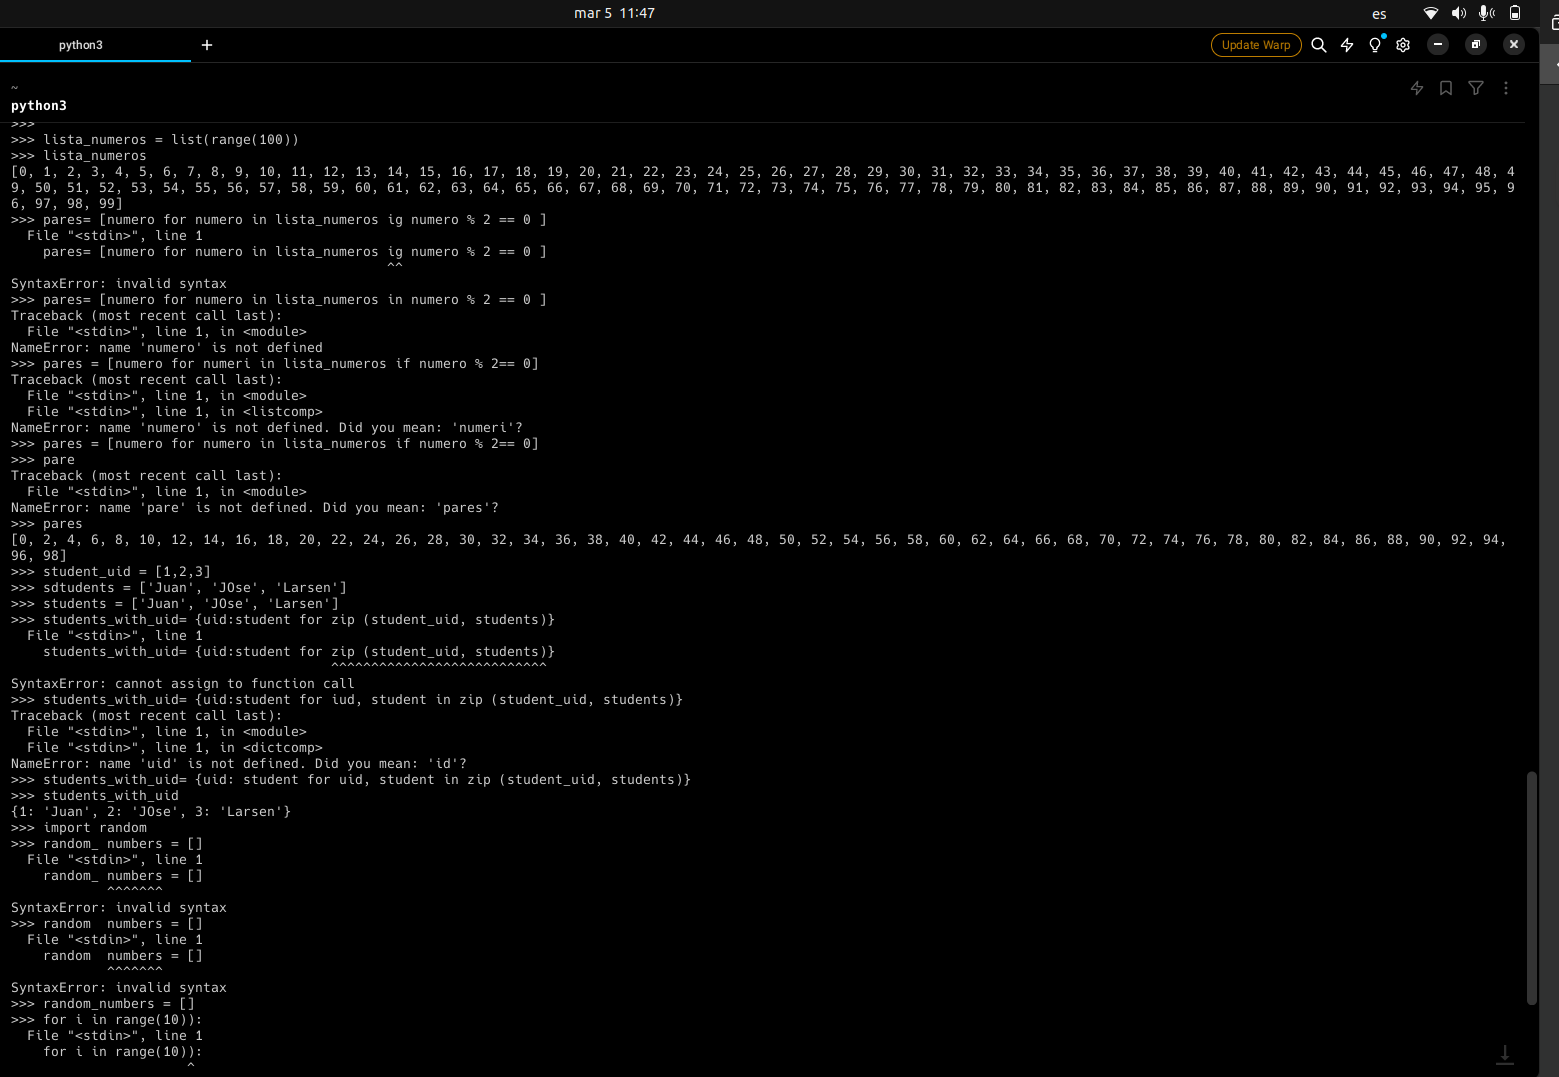 mar 5 11:47
es
python3
+
Update Warp
~
python3
>>>
>>> lista_numeros = list(range(100))
>>> lista_numeros
[0, 1, 2, 3, 4, 5, 6, 7, 8, 9, 10, 11, 12, 13, 14, 15, 16, 17, 18, 19, 20, 21, 22, 23, 24, 25, 26, 27, 28, 29, 30, 31, 32, 33, 34, 35, 36, 37, 38, 39, 40, 41, 42, 43, 44, 45, 46, 47, 48, 4
9, 50, 51, 52, 53, 54, 55, 56, 57, 58, 59, 60, 61, 62, 63, 64, 65, 66, 67, 68, 69, 70, 71, 72, 73, 74, 75, 76, 77, 78, 79, 80, 81, 82, 83, 84, 85, 86, 87, 88, 89, 90, 91, 92, 93, 94, 95, 9
6, 97, 98, 99]
>>> pares= [numero for numero in lista_numeros ig numero % 2 == 0 ]
  File "<stdin>", line 1
    pares= [numero for numero in lista_numeros ig numero % 2 == 0 ]
                                               ^^
SyntaxError: invalid syntax
>>> pares= [numero for numero in lista_numeros in numero % 2 == 0 ]
Traceback (most recent call last):
  File "<stdin>", line 1, in <module>
NameError: name 'numero' is not defined
>>> pares = [numero for numeri in lista_numeros if numero % 2== 0]
Traceback (most recent call last):
  File "<stdin>", line 1, in <module>
  File "<stdin>", line 1, in <listcomp>
NameError: name 'numero' is not defined. Did you mean: 'numeri'?
>>> pares = [numero for numero in lista_numeros if numero % 2== 0]
>>> pare
Traceback (most recent call last):
  File "<stdin>", line 1, in <module>
NameError: name 'pare' is not defined. Did you mean: 'pares'?
>>> pares
[0, 2, 4, 6, 8, 10, 12, 14, 16, 18, 20, 22, 24, 26, 28, 30, 32, 34, 36, 38, 40, 42, 44, 46, 48, 50, 52, 54, 56, 58, 60, 62, 64, 66, 68, 70, 72, 74, 76, 78, 80, 82, 84, 86, 88, 90, 92, 94,
96, 98]
>>> student_uid = [1,2,3]
>>> sdtudents = ['Juan', 'JOse', 'Larsen']
>>> students = ['Juan', 'JOse', 'Larsen']
>>> students_with_uid= {uid:student for zip (student_uid, students)}
  File "<stdin>", line 1
    students_with_uid= {uid:student for zip (student_uid, students)}
                                        ^^^^^^^^^^^^^^^^^^^^^^^^^^^
SyntaxError: cannot assign to function call
>>> students_with_uid= {uid:student for iud, student in zip (student_uid, students)}
Traceback (most recent call last):
  File "<stdin>", line 1, in <module>
  File "<stdin>", line 1, in <dictcomp>
NameError: name 'uid' is not defined. Did you mean: 'id'?
>>> students_with_uid= {uid: student for uid, student in zip (student_uid, students)}
>>> students_with_uid
{1: 'Juan', 2: 'JOse', 3: 'Larsen'}
>>> import random
>>> random_ numbers = []
  File "<stdin>", line 1
    random_ numbers = []
            ^^^^^^^
SyntaxError: invalid syntax
>>> random  numbers = []
  File "<stdin>", line 1
    random  numbers = []
            ^^^^^^^
SyntaxError: invalid syntax
>>> random_numbers = []
>>> for i in range(10)):
  File "<stdin>", line 1
    for i in range(10)):
                      ^